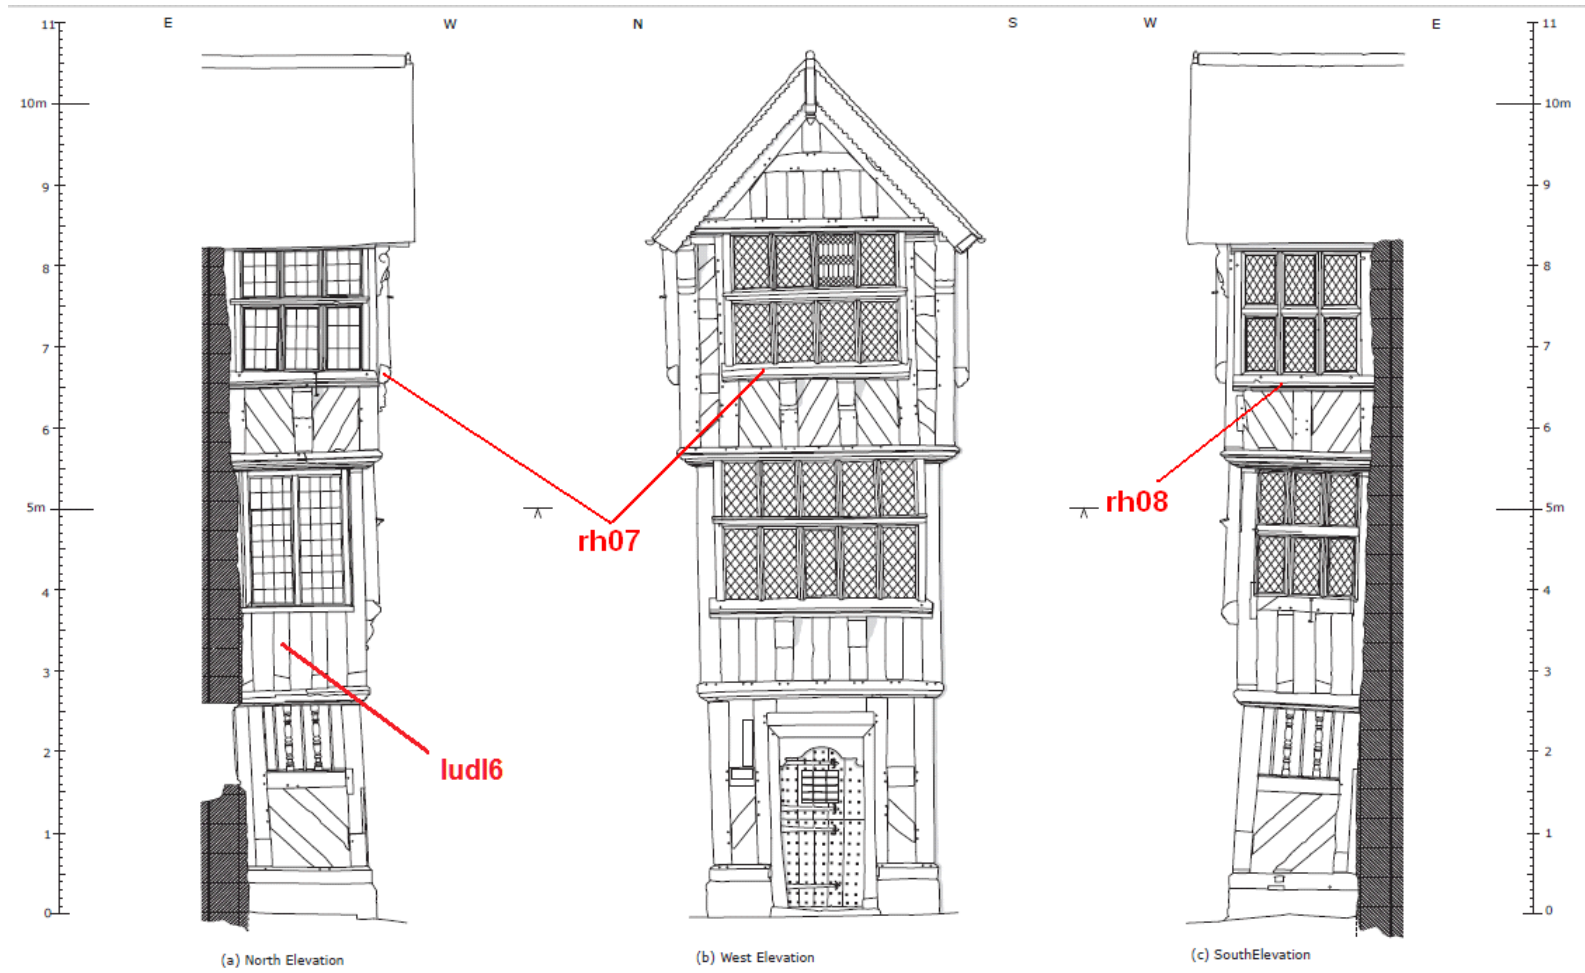 E W N S W E
11 11
10m 10m
9 9
8 8
7 7
6 6
5m 5m
rh07 rh08
4 4
3 3
2 2
ludl6
1 1
0 0
(a) North Elevation (b) West Elevation (c) SouthElevation